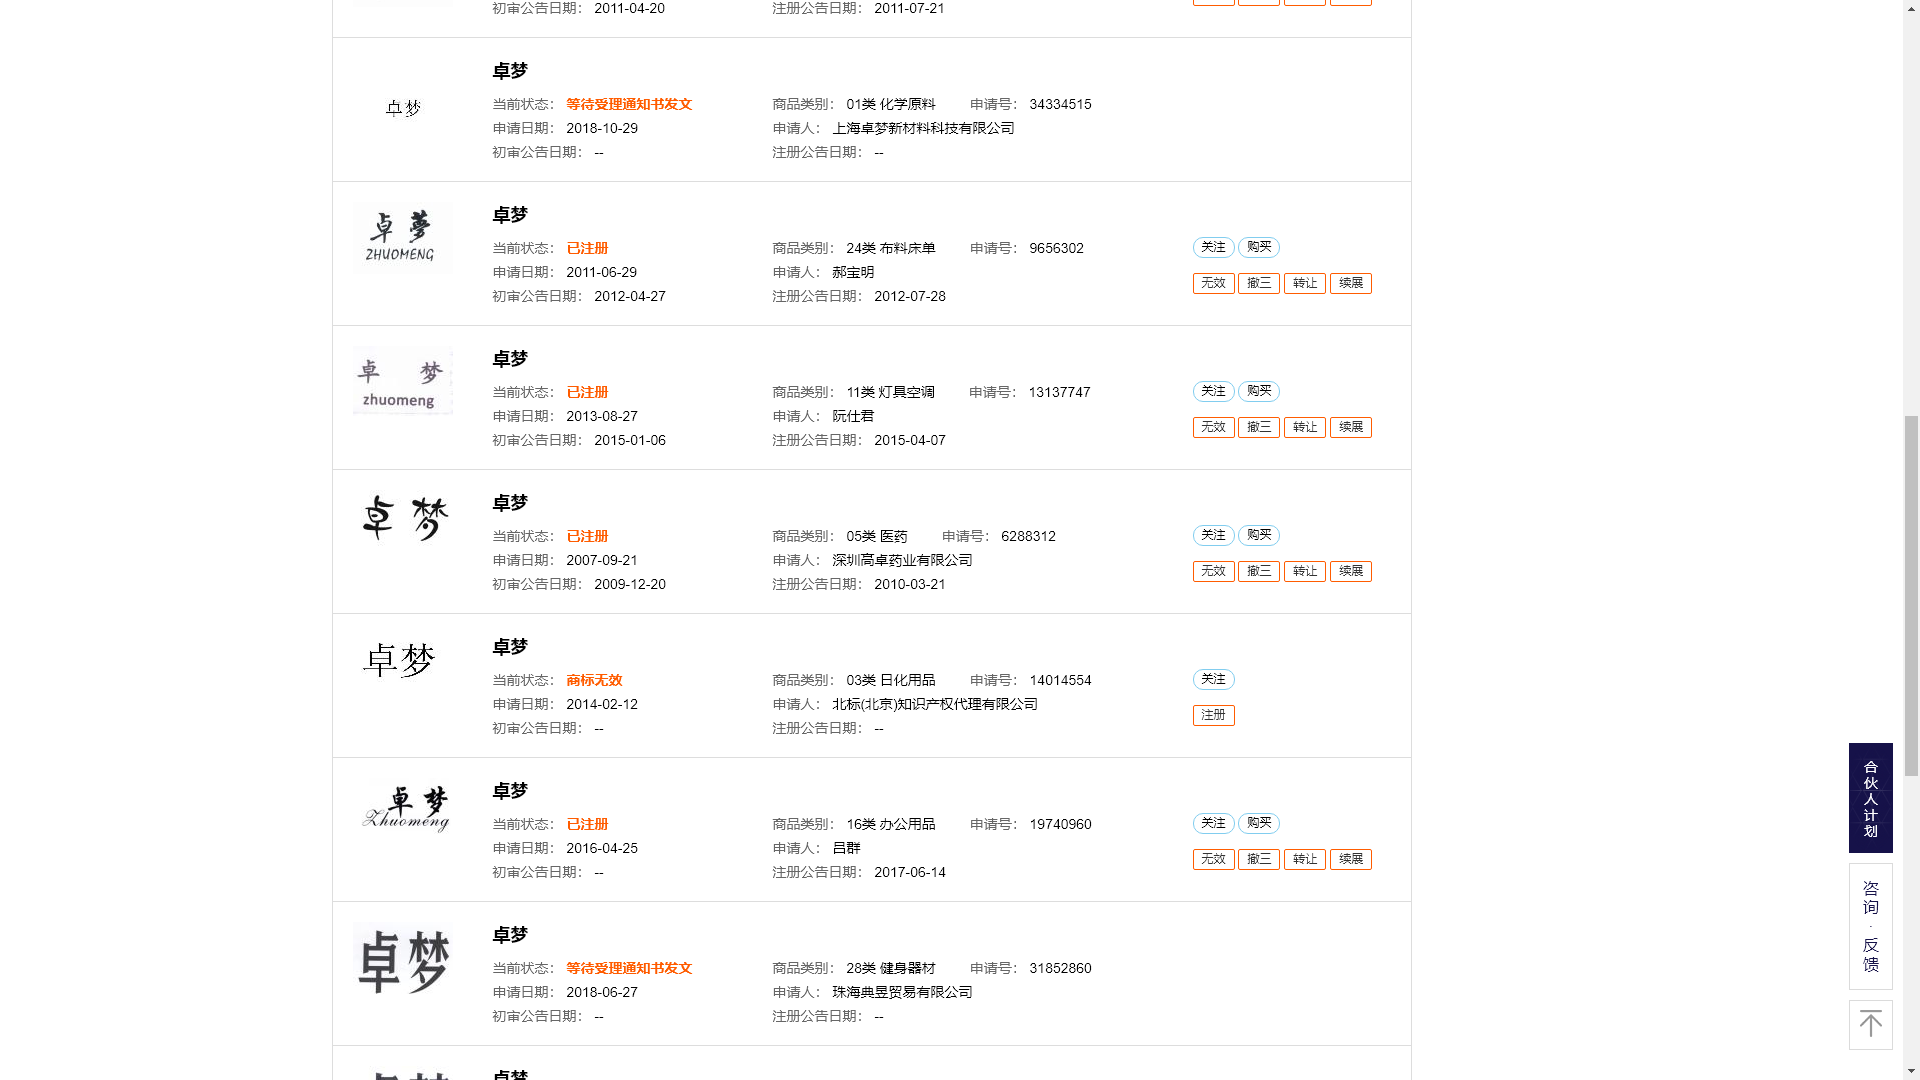 初审公告日期： 2011-04-20 注册公告日期： 2011-07-21
卓梦
卓梦
当前状态： 等待受理通知书发文 商品类别： 01类 化学原料 申请号： 34334515
申请日期： 2018-10-29 申请人： 上海卓梦新材料科技有限公司
初审公告日期： -- 注册公告日期： --
卓夢
ZHUOMENG
卓梦
当前状态： 已注册 商品类别： 24类 布料床单 申请号： 9656302 关注 购买
申请日期： 2011-06-29 申请人： 郝宝明
初审公告日期： 2012-04-27 注册公告日期： 2012-07-28 无效 撤三 转让 续展
卓梦
zhuomeng
卓梦
当前状态： 已注册 商品类别： 11类 灯具空调 申请号： 13137747 关注 购买
申请日期： 2013-08-27 申请人： 阮仕君
初审公告日期： 2015-01-06 注册公告日期： 2015-04-07 无效 撤三 转让 续展
卓梦
卓梦
当前状态： 已注册 商品类别： 05类 医药 申请号： 6288312 关注 购买
申请日期： 2007-09-21 申请人： 深圳高卓药业有限公司
初审公告日期： 2009-12-20 注册公告日期： 2010-03-21 无效 撤三 转让 续展
卓梦
卓梦
当前状态： 商标无效 商品类别： 03类 日化用品 申请号： 14014554 关注
申请日期： 2014-02-12 申请人： 北标(北京)知识产权代理有限公司
初审公告日期： -- 注册公告日期： -- 注册
卓梦
Zhuomeng
卓梦
当前状态： 已注册 商品类别： 16类 办公用品 申请号： 19740960 关注 购买
申请日期： 2016-04-25 申请人： 吕群
初审公告日期： -- 注册公告日期： 2017-06-14 无效 撤三 转让 续展
卓梦
卓梦
当前状态： 等待受理通知书发文 商品类别： 28类 健身器材 申请号： 31852860
申请日期： 2018-06-27 申请人： 珠海典昱贸易有限公司
初审公告日期： -- 注册公告日期： --
卓梦
卓梦
合伙人计划
咨询·反馈